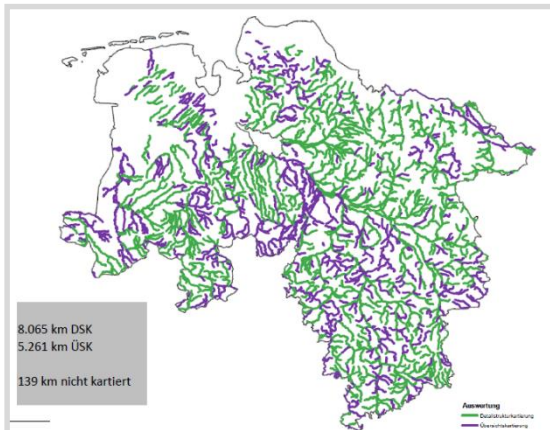 8.065 km DSK
5.261 km ÜSK
139 km nicht kartiert
Auswertung
Detailstrukturkartierung
Übersichtskartierung